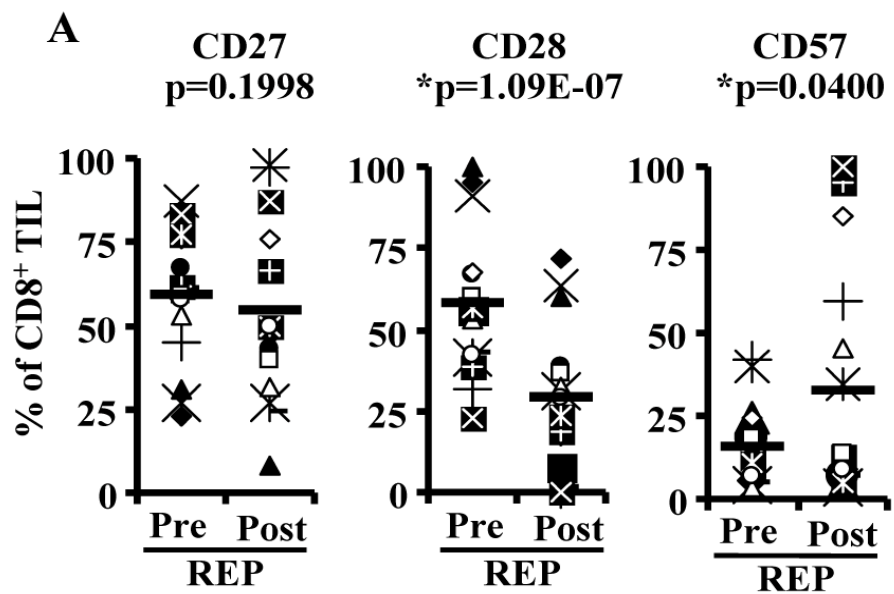 A
CD27
p=0.1998
CD28
*p=1.09E-07
CD57
*p=0.0400
% of CD8+ TIL
100
75
50
25
0
Pre
Post
REP
100
75
50
25
0
Pre
Post
REP
100
75
50
25
0
Pre
Post
REP